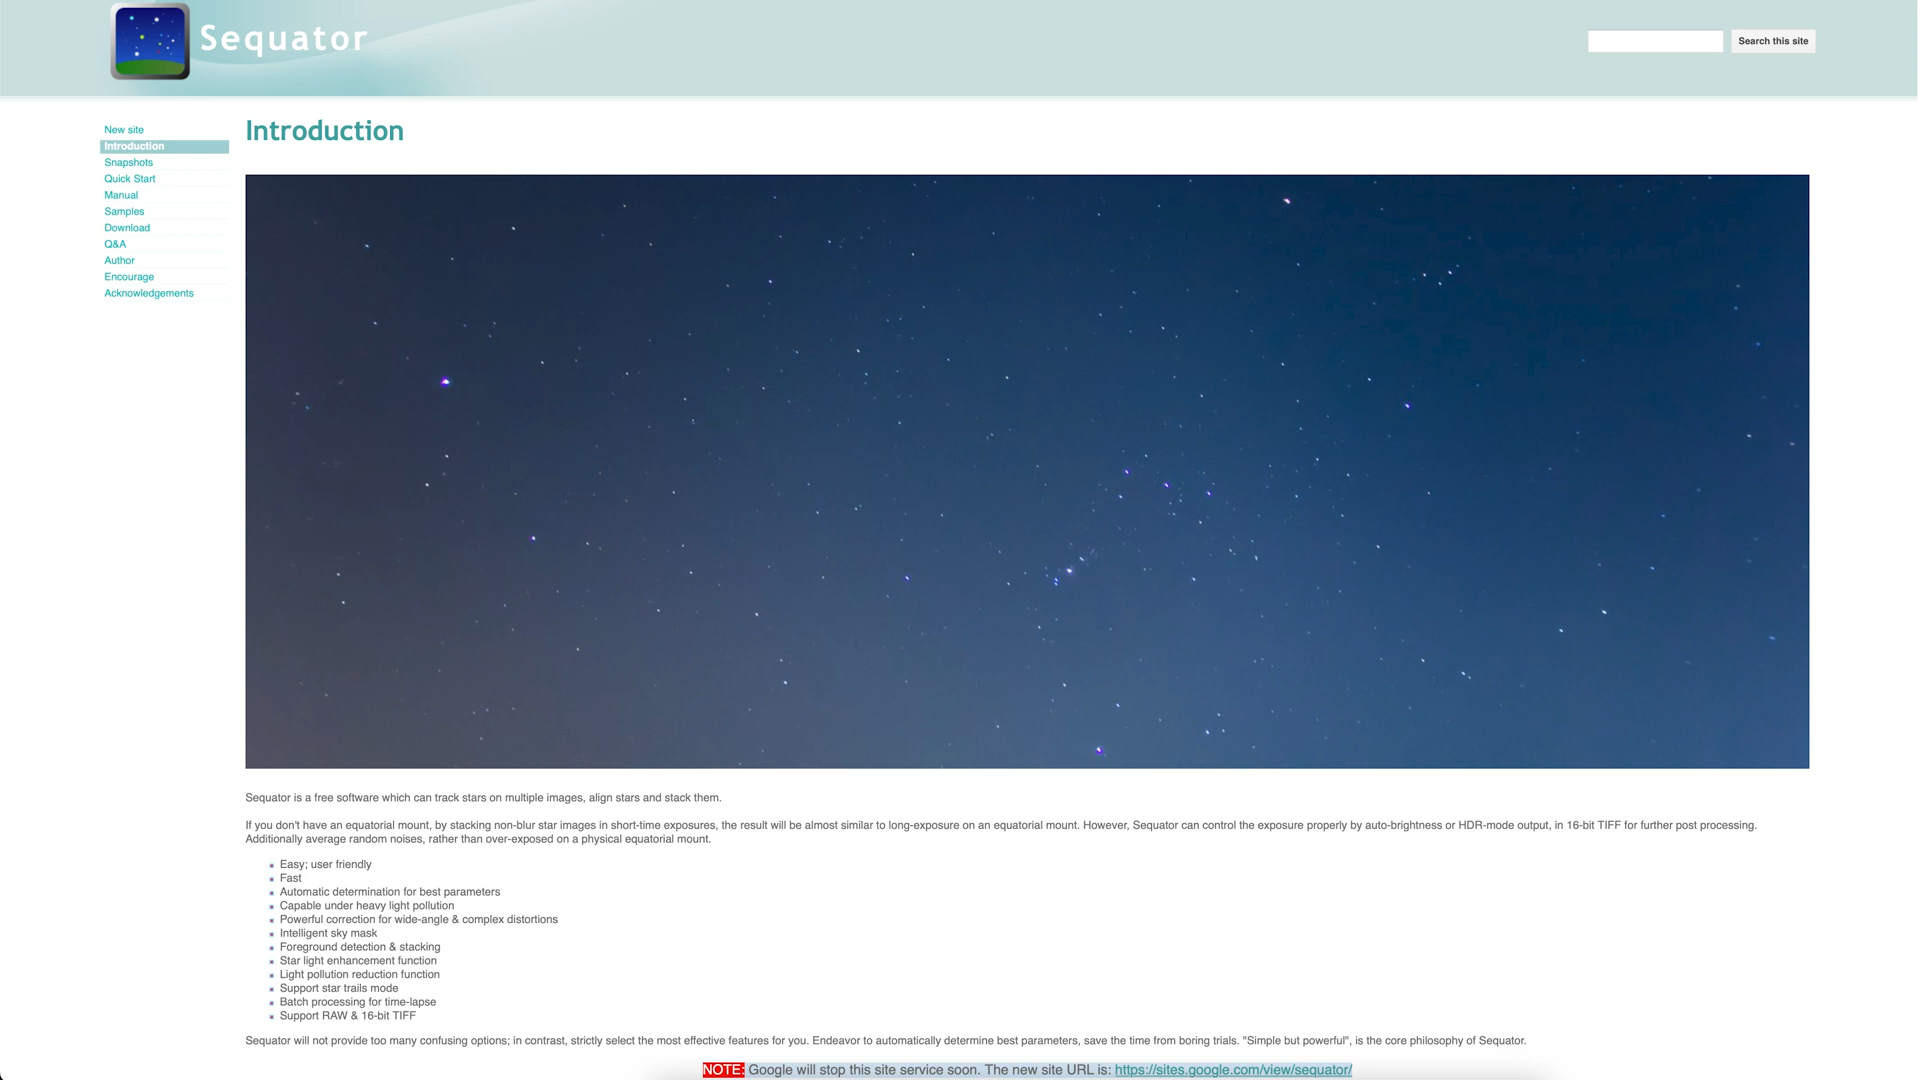 Sequator
Search this site
New site
Introduction
Snapshots
Quick Start
Manual
Samples
Download
Q&A
Author
Encourage
Acknowledgements
Introduction
Sequator is a free software which can track stars on multiple images, align stars and stack them.
If you don't have an equatorial mount, by stacking non-blur star images in short-time exposures, the result will be almost similar to long-exposure on an equatorial mount. However, Sequator can control the exposure properly by auto-brightness or HDR-mode output, in 16-bit TIFF for further post processing.
Additionally average random noises, rather than over-exposed on a physical equatorial mount.
Easy; user friendly
Fast
Automatic determination for best parameters
Capable under heavy light pollution
Powerful correction for wide-angle & complex distortions
Intelligent sky mask
Foreground detection & stacking
Star light enhancement function
Light pollution reduction function
Support star trails mode
Batch processing for time-lapse
Support RAW & 16-bit TIFF
Sequator will not provide too many confusing options; in contrast, strictly select the most effective features for you. Endeavor to automatically determine best parameters, save the time from boring trials. "Simple but powerful", is the core philosophy of Sequator.
NOTE: Google will stop this site service soon. The new site URL is: https://sites.google.com/view/sequator/